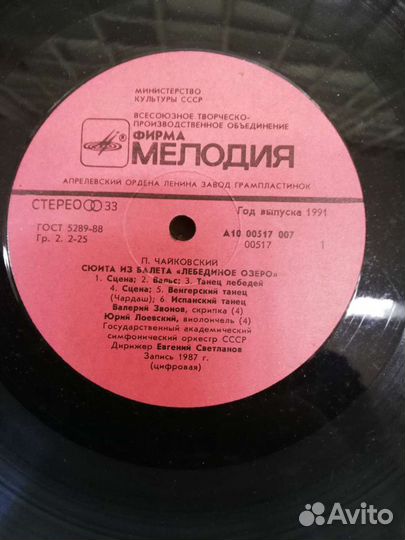 МИНИСТЕРСТВО
КУЛЬТУРЫ СССР
ВСЕСОЮЗНОЕ ТВОРЧЕСКО-
ПРОИЗВОДСТВЕННОЕ ОБЪЕДИНЕНИЕ
ФИРМА
МЕЛОДИЯ
АПРЕЛЕВСКИЙ ОРДЕНА ЛЕНИНА ЗАВОД ГРАМПЛАСТИНОК
СТЕРЕО 33
Год выпуска 1991
ГОСТ 5289-88
А10 00517 007
Гр. 2. 2-25
00517 1
П. ЧАЙКОВСКИЙ
СЮИТА ИЗ БАЛЕТА «ЛЕБЕДИНОЕ ОЗЕРО»
1. Сцена; 2. Вальс; 3. Танец лебедей
4. Сцена; 5. Венгерский танец
(Чардаш); 6. Испанский танец
Валерий Звонов, скрипка (4)
Юрий Лоевский, виолончель (4)
Государственный академический
симфонический оркестр СССР
Дирижер Евгений Светланов
Запись 1987 г.
(цифровая)
Avito